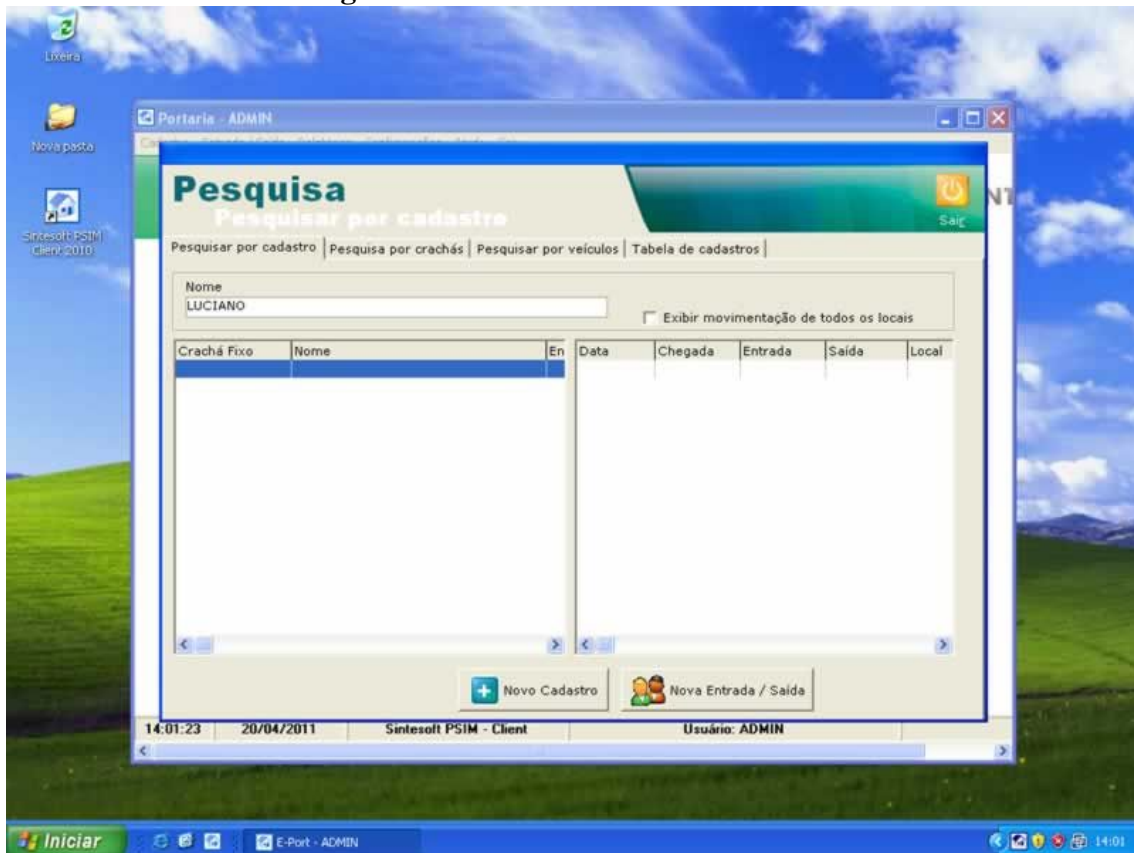 Lixeira
Nova pasta
Sintesoft PSIM
Client 2010
Portaria - ADMIN
Pesquisa
Pesquisar por cadastro
Sair
Pesquisar por cadastro
Pesquisa por crachás
Pesquisar por veículos
Tabela de cadastros
Nome
LUCIANO
Exibir movimentação de todos os locais
Crachá Fixo
Nome
En
Data
Chegada
Entrada
Saída
Local
Novo Cadastro
Nova Entrada / Saída
14:01:23
20/04/2011
Sintesoft PSIM - Client
Usuário: ADMIN
Iniciar
E-Port - ADMIN
14:01